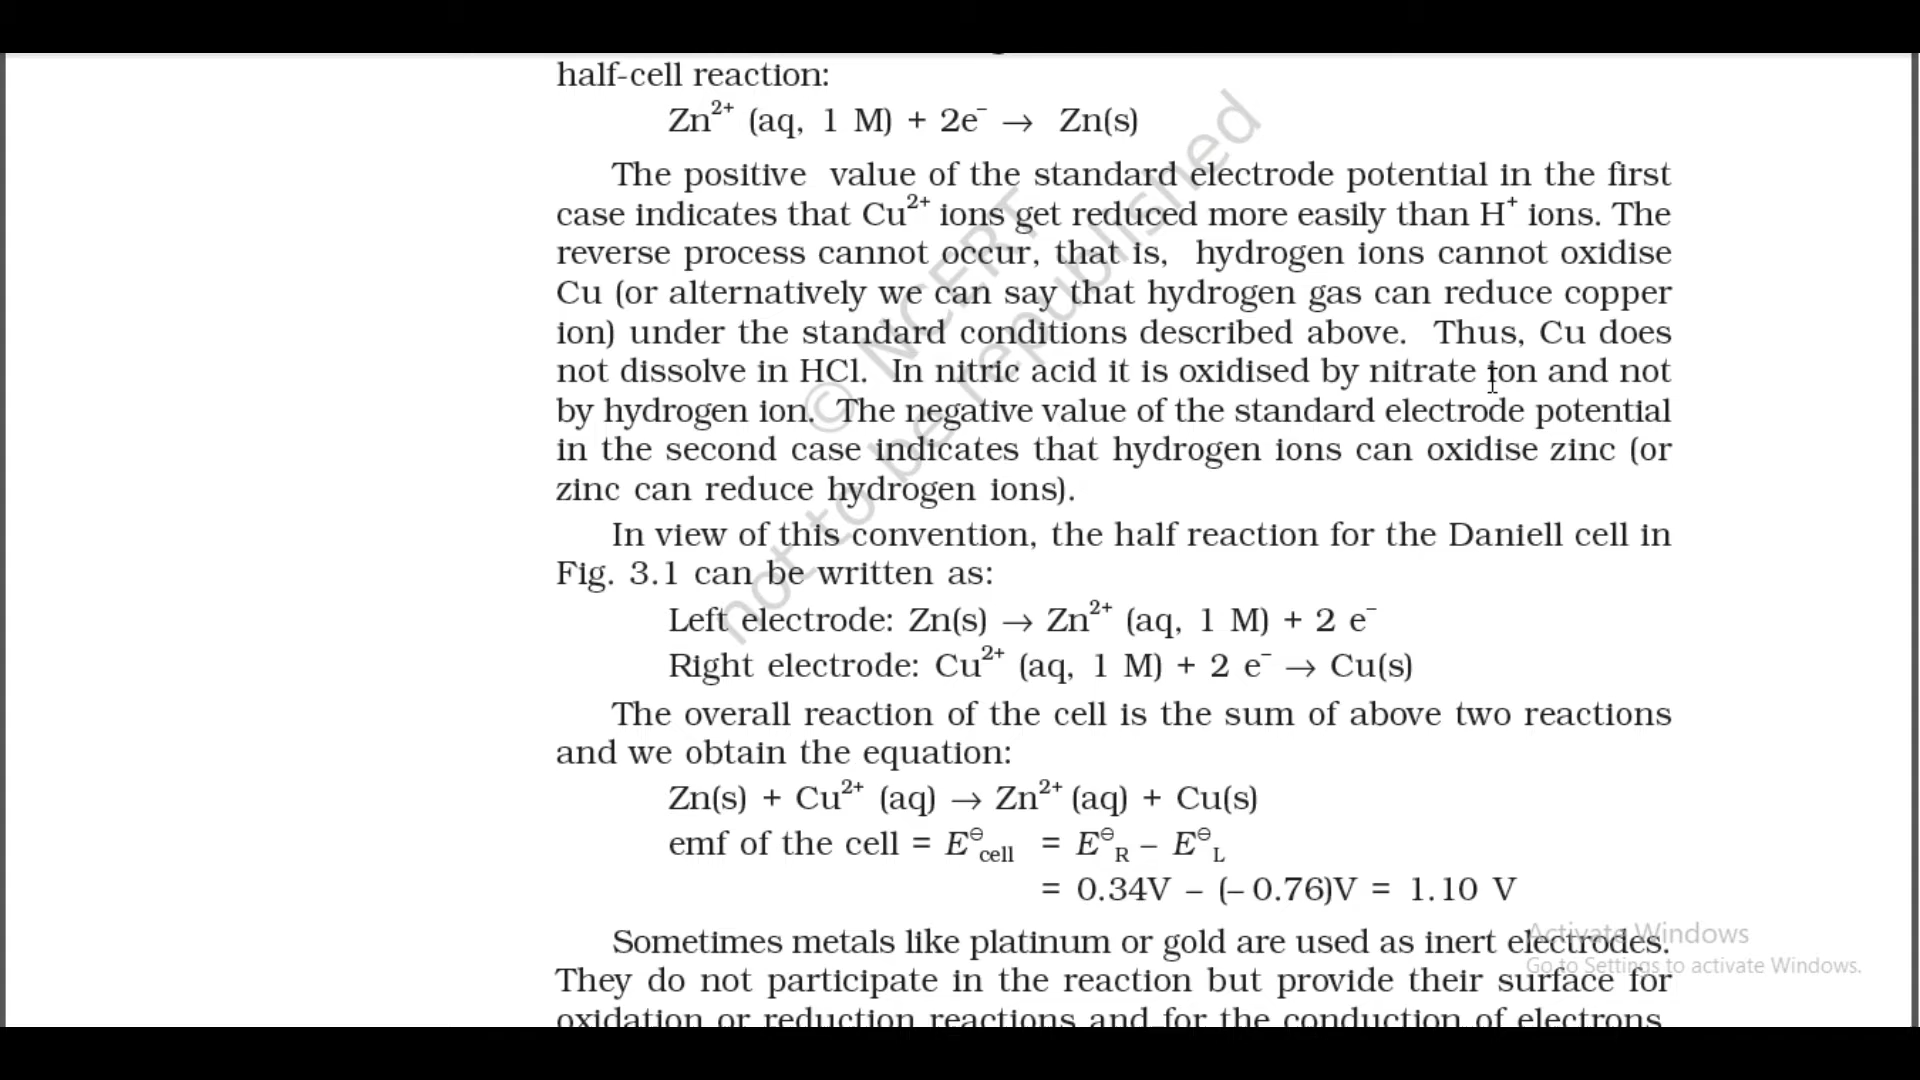 half-cell reaction:
Zn²⁺ (aq, 1 M) + 2e⁻ → Zn(s)
The positive value of the standard electrode potential in the first
case indicates that Cu²⁺ ions get reduced more easily than H⁺ ions. The
reverse process cannot occur, that is, hydrogen ions cannot oxidise
Cu (or alternatively we can say that hydrogen gas can reduce copper
ion) under the standard conditions described above. Thus, Cu does
not dissolve in HCl. In nitric acid it is oxidised by nitrate ion and not
by hydrogen ion. The negative value of the standard electrode potential
in the second case indicates that hydrogen ions can oxidise zinc (or
zinc can reduce hydrogen ions).
In view of this convention, the half reaction for the Daniell cell in
Fig. 3.1 can be written as:
Left electrode: Zn(s) → Zn²⁺ (aq, 1 M) + 2 e⁻
Right electrode: Cu²⁺ (aq, 1 M) + 2 e⁻ → Cu(s)
The overall reaction of the cell is the sum of above two reactions
and we obtain the equation:
Zn(s) + Cu²⁺ (aq) → Zn²⁺ (aq) + Cu(s)
emf of the cell = E⊖cell = E⊖R – E⊖L
= 0.34V – (– 0.76)V = 1.10 V
Sometimes metals like platinum or gold are used as inert electrodes.
They do not participate in the reaction but provide their surface for
oxidation or reduction reactions and for the conduction of electrons.
© NCERT
not to be republished
Activate Windows
Go to Settings to activate Windows.